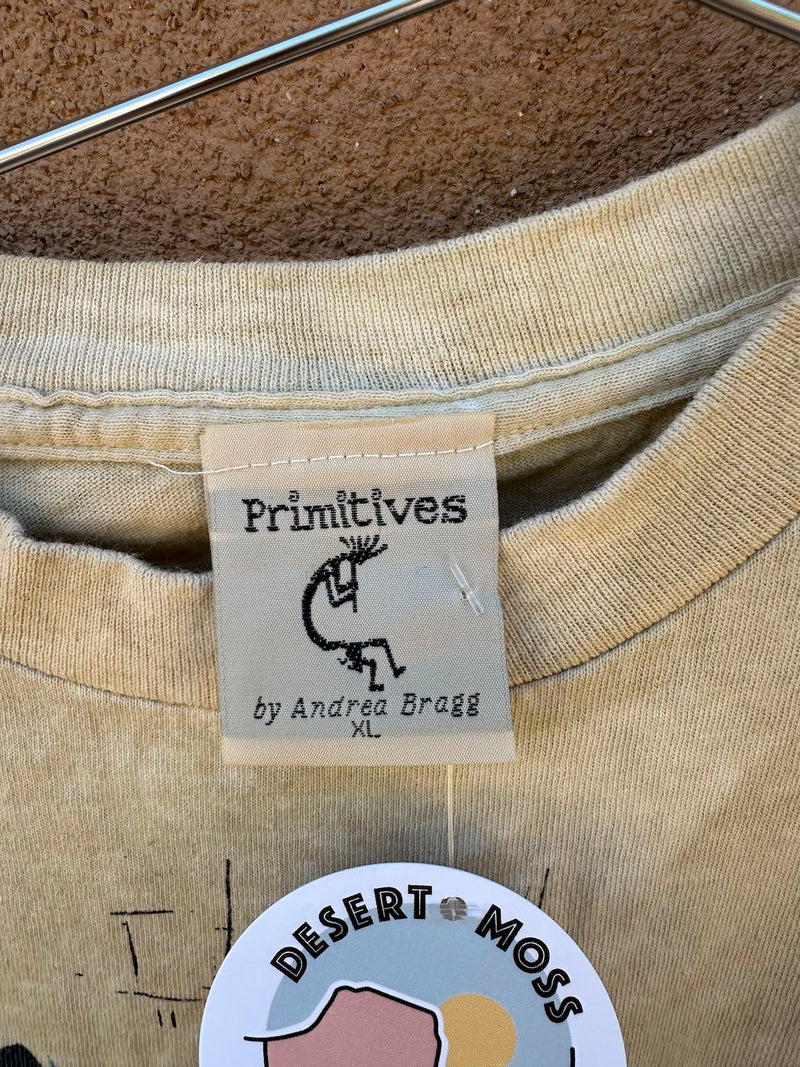 Primitives
by Andrea Bragg
XL
DESERT MOSS